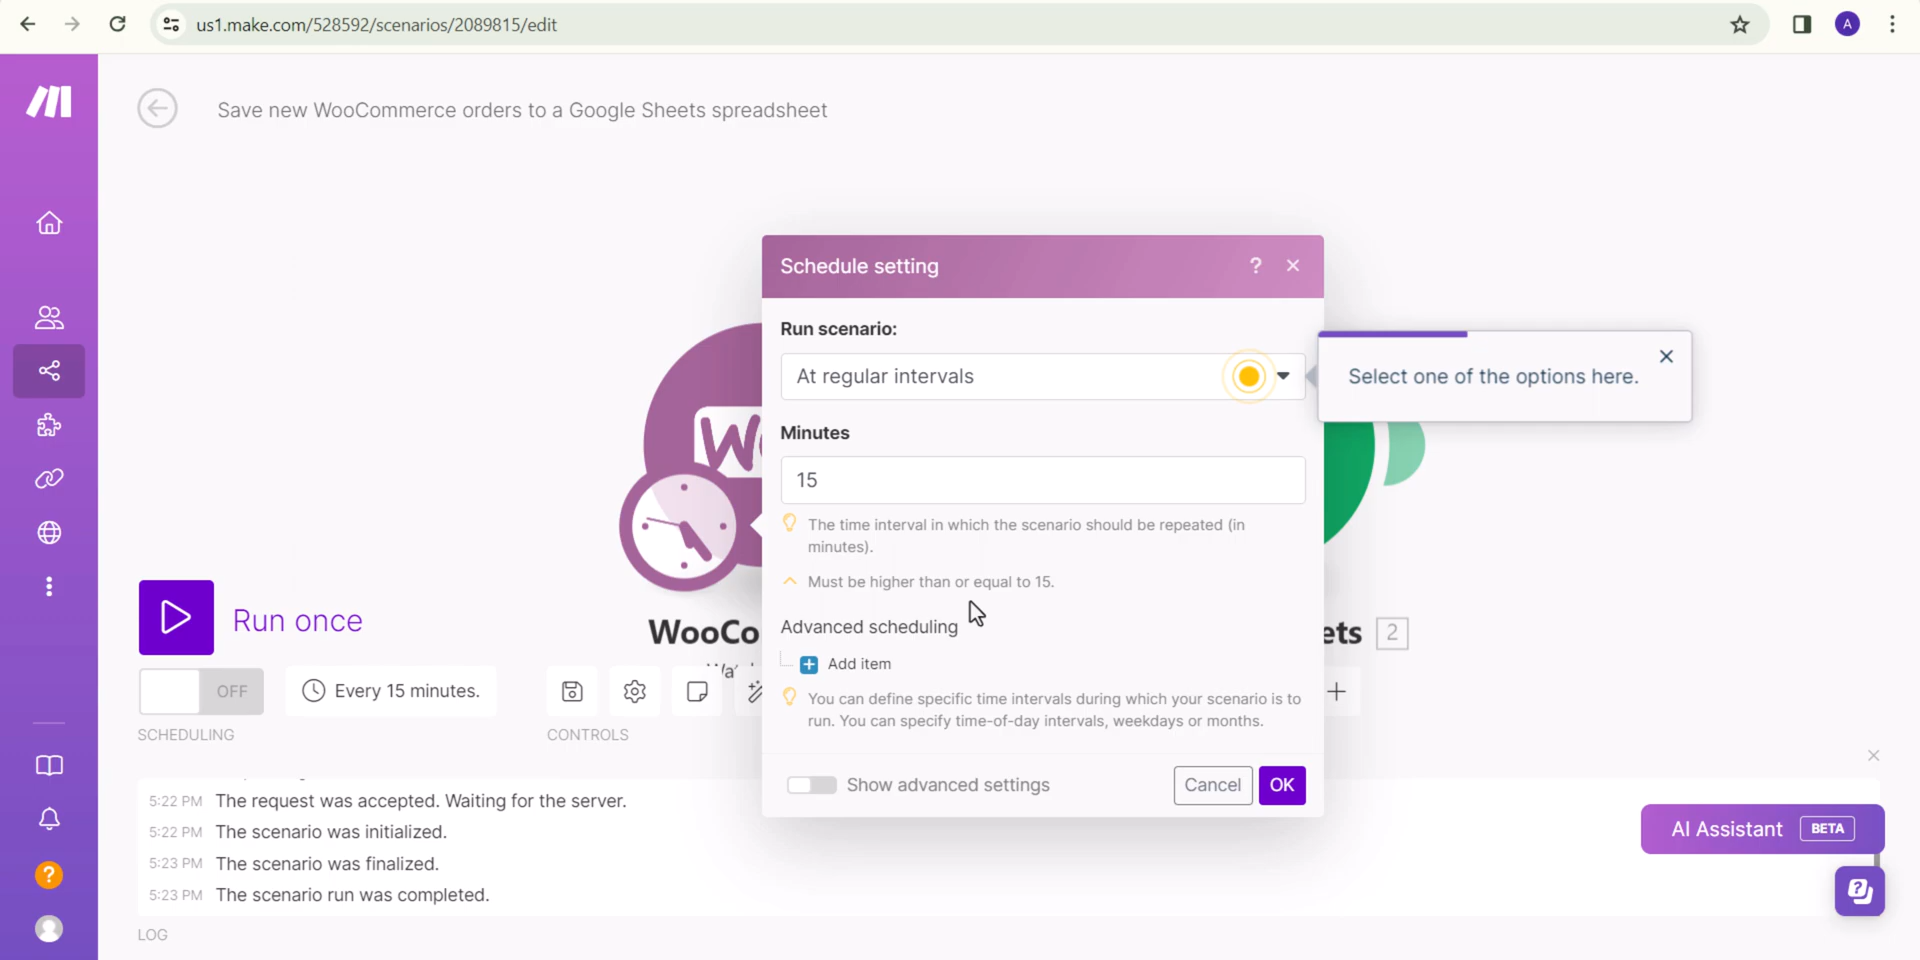 us1.make.com/528592/scenarios/2089815/edit
A
Save new WooCommerce orders to a Google Sheets spreadsheet
Schedule setting
?
Run scenario:
At regular intervals
Select one of the options here.
Minutes
15
The time interval in which the scenario should be repeated (in
minutes).
Must be higher than or equal to 15.
Advanced scheduling
Add item
You can define specific time intervals during which your scenario is to
run. You can specify time-of-day intervals, weekdays or months.
Show advanced settings
Cancel
OK
Wo
WooCo
ets
2
Run once
OFF
Every 15 minutes.
SCHEDULING
CONTROLS
5:22 PM The request was accepted. Waiting for the server.
5:22 PM The scenario was initialized.
5:23 PM The scenario was finalized.
5:23 PM The scenario run was completed.
LOG
AI Assistant BETA
?
?